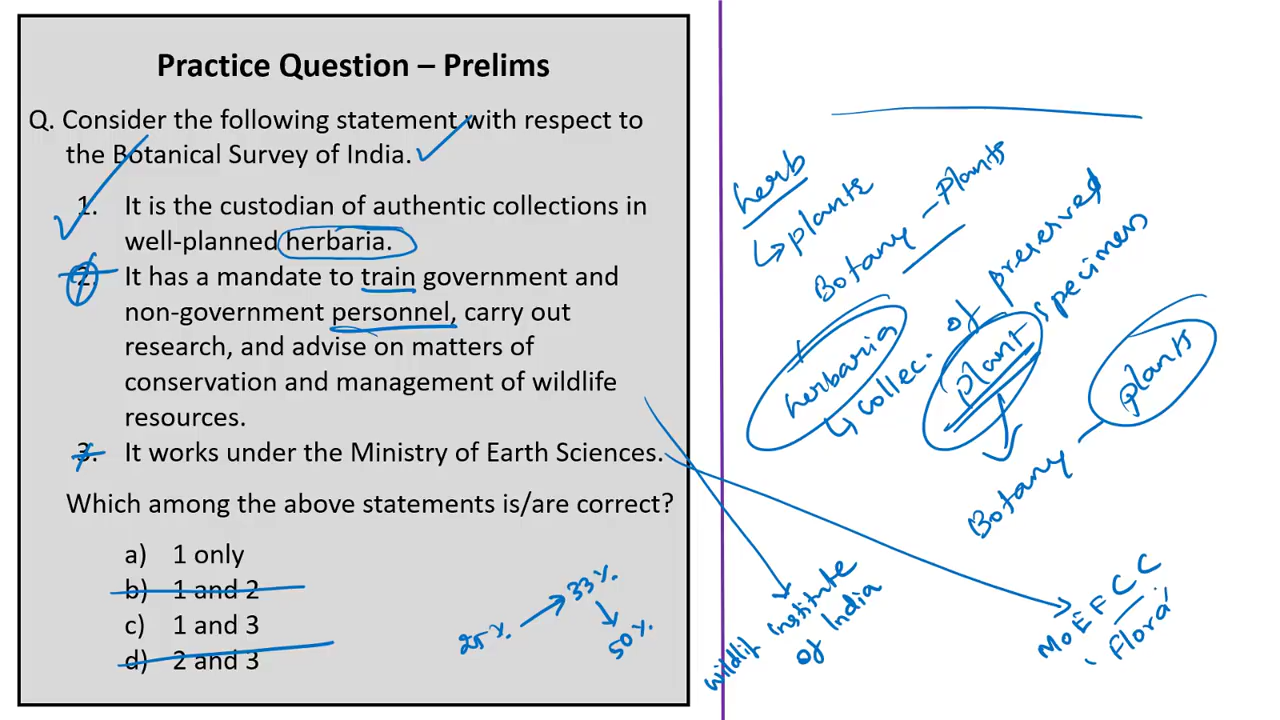 Practice Question – Prelims
Q. Consider the following statement with respect to
the Botanical Survey of India.
1. It is the custodian of authentic collections in
well-planned herbaria.
2. It has a mandate to train government and
non-government personnel, carry out
research, and advise on matters of
conservation and management of wildlife
resources.
3. It works under the Ministry of Earth Sciences.
Which among the above statements is/are correct?
a) 1 only
b) 1 and 2
c) 1 and 3
d) 2 and 3
25%
33%
50%
herb
plants
Botany – plants
herbaria
collec. of preserved
plant specimens
Botany – plants
wildlif institute
of India
MoEFCC
'Flora'